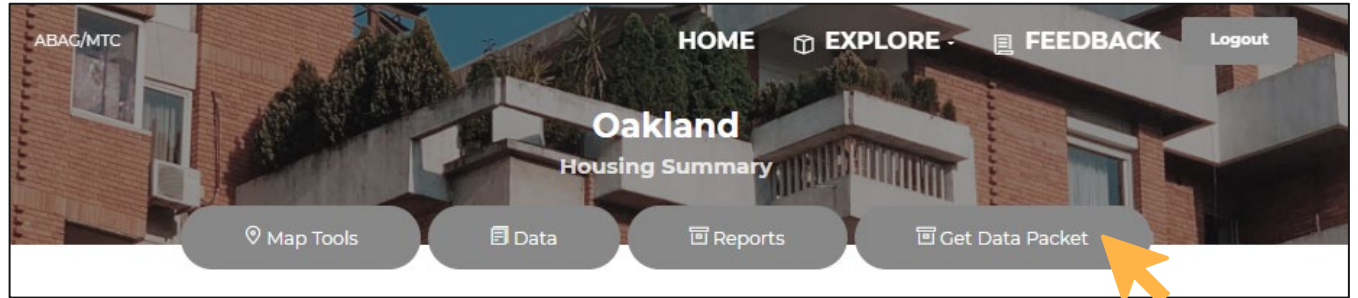 ABAG/MTC
HOME EXPLORE FEEDBACK Logout
Oakland
Housing Summary
Map Tools Data Reports Get Data Packet